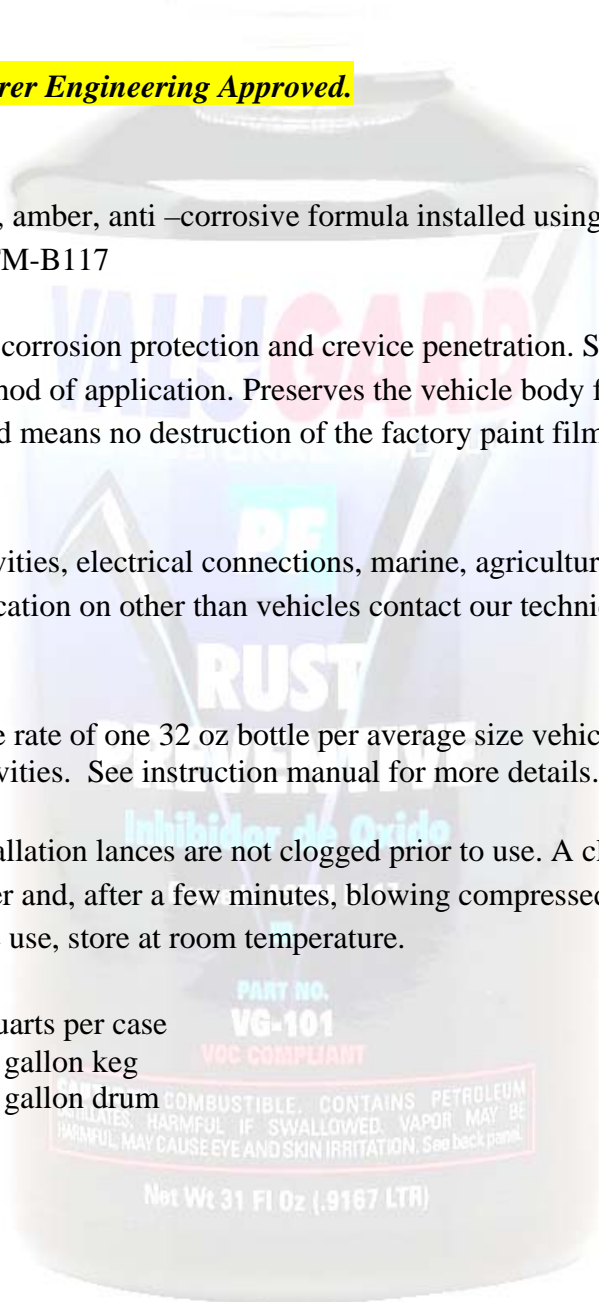 rer Engineering Approved.
, amber, anti –corrosive formula installed using
M-B117
corrosion protection and crevice penetration. S
nod of application. Preserves the vehicle body f
d means no destruction of the factory paint film
vities, electrical connections, marine, agricultur
cation on other than vehicles contact our techni
e rate of one 32 oz bottle per average size vehic
vities. See instruction manual for more details.
allation lances are not clogged prior to use. A cl
er and, after a few minutes, blowing compressed
use, store at room temperature.
uarts per case
gallon keg
gallon drum
VALUGARD
PE
RUST
PREVENTIVE
Inhibidor de Oxido
PART NO.
VG-101
VOC COMPLIANT
COMBUSTIBLE. CONTAINS PETROLEUM
HARMFUL IF SWALLOWED. VAPOR MAY BE
HARMFUL, MAY CAUSE EYE AND SKIN IRRITATION. See back panel.
Net Wt 31 Fl Oz (.9167 LTR)